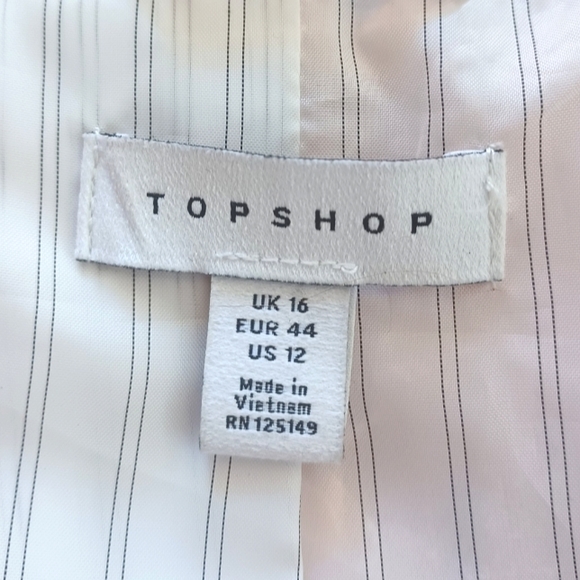 TOPSHOP
UK 16
EUR 44
US 12
Made in
Vietnam
RN125149